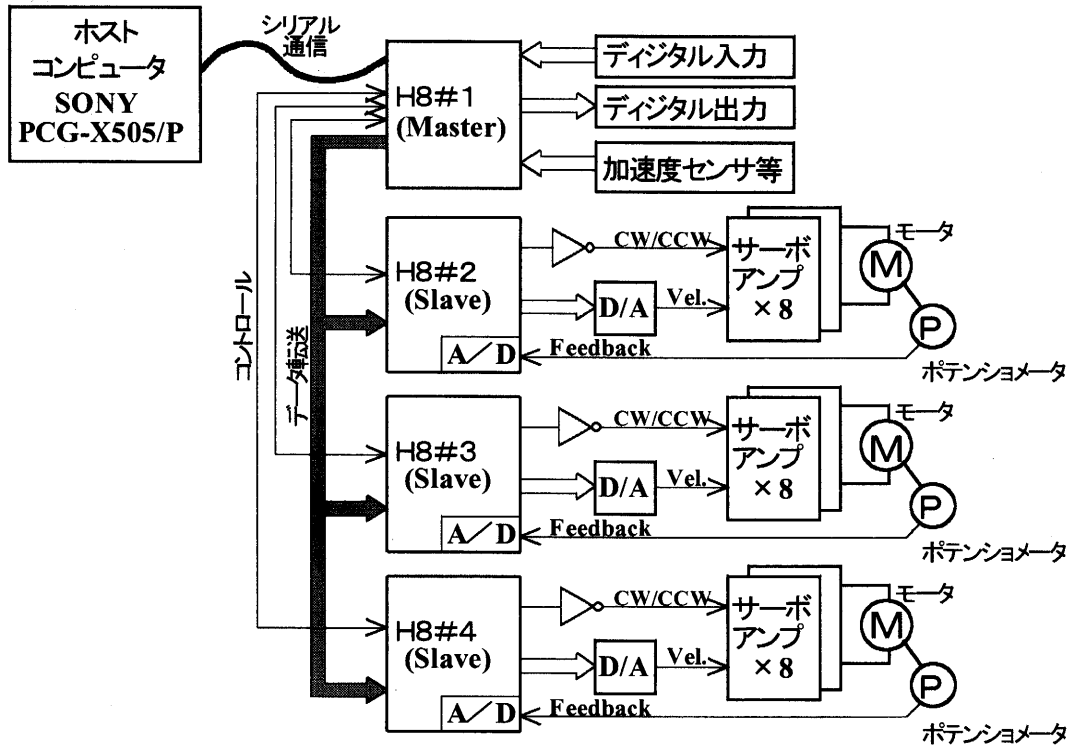 ホスト
コンピュータ
SONY
PCG-X505/P
シリアル
通信
H8#1
(Master)
ディジタル入力
ディジタル出力
加速度センサ等
コントロール
データ転送
H8#2
(Slave)
A／D
CW/CCW
D/A
Vel.
Feedback
サーボ
アンプ
×8
モータ
M
P
ポテンショメータ
H8#3
(Slave)
A／D
CW/CCW
D/A
Vel.
Feedback
サーボ
アンプ
×8
モータ
M
P
ポテンショメータ
H8#4
(Slave)
A／D
CW/CCW
D/A
Vel.
Feedback
サーボ
アンプ
×8
モータ
M
P
ポテンショメータ